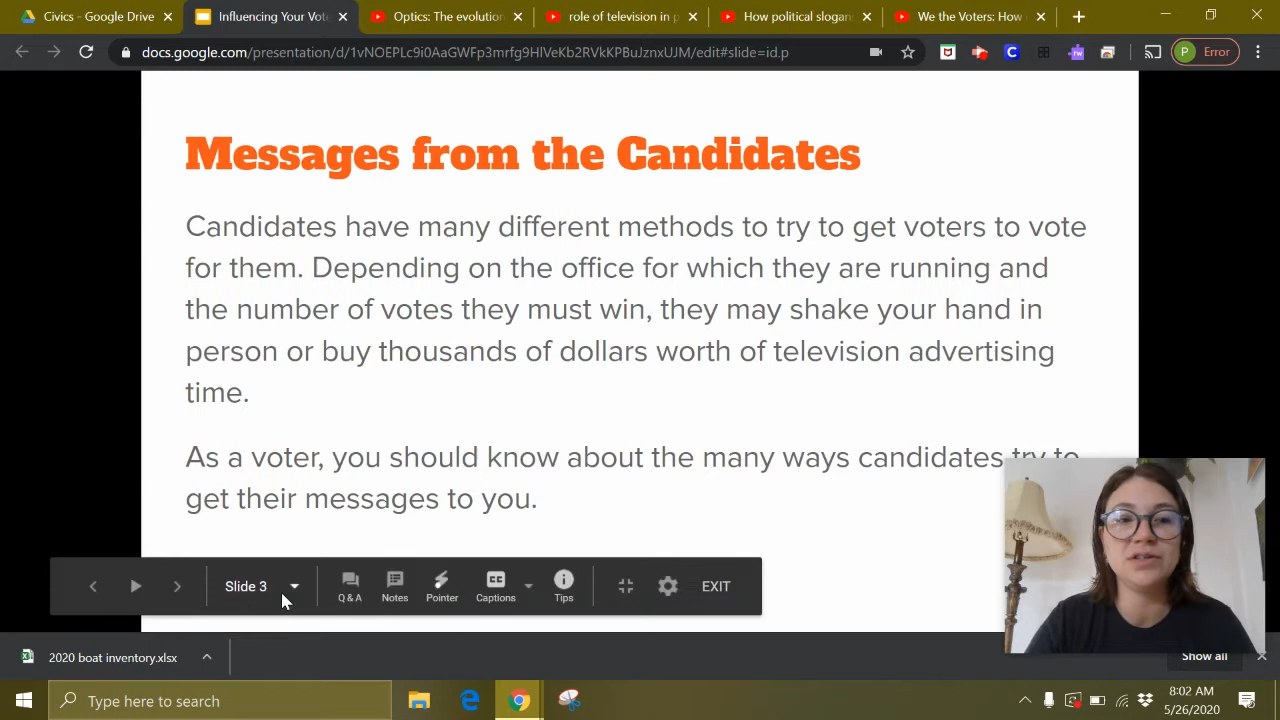 Civics - Google Drive
Influencing Your Vot
Optics: The evolution
role of television in p
How political slogans
We the Voters: How
docs.google.com/presentation/d/1vNOEPLc9i0AaGWFp3mrfg9HIVeKb2RVkKPBuJznxUJM/edit#slide=id.p
P Error
Messages from the Candidates
Candidates have many different methods to try to get voters to vote
for them. Depending on the office for which they are running and
the number of votes they must win, they may shake your hand in
person or buy thousands of dollars worth of television advertising
time.
As a voter, you should know about the many ways candidates try to
get their messages to you.
Slide 3
Q & A
Notes
Pointer
CC
Captions
Tips
EXIT
2020 boat inventory.xlsx
Show all
Type here to search
8:02 AM
5/26/2020